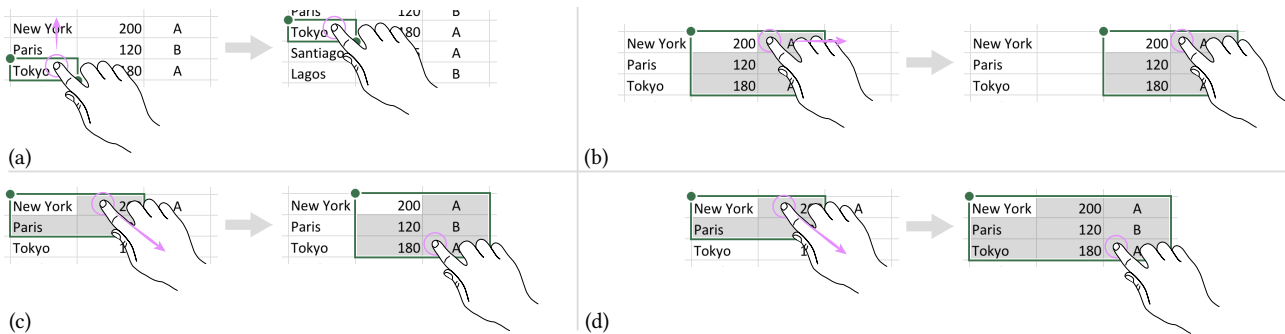 New York 200 A
Paris 120 B
Tokyo 180 A
Paris 120 B
Tokyo 180 A
Santiago A
Lagos B
(a)
New York 200 A
Paris 120
Tokyo 180 A
New York 200
Paris 120
Tokyo 180
(b)
New York A
Paris
Tokyo
New York 200 A
Paris 120 B
Tokyo 180 A
(c)
New York A
Paris
Tokyo
New York 200 A
Paris 120 B
Tokyo 180 A
(d)